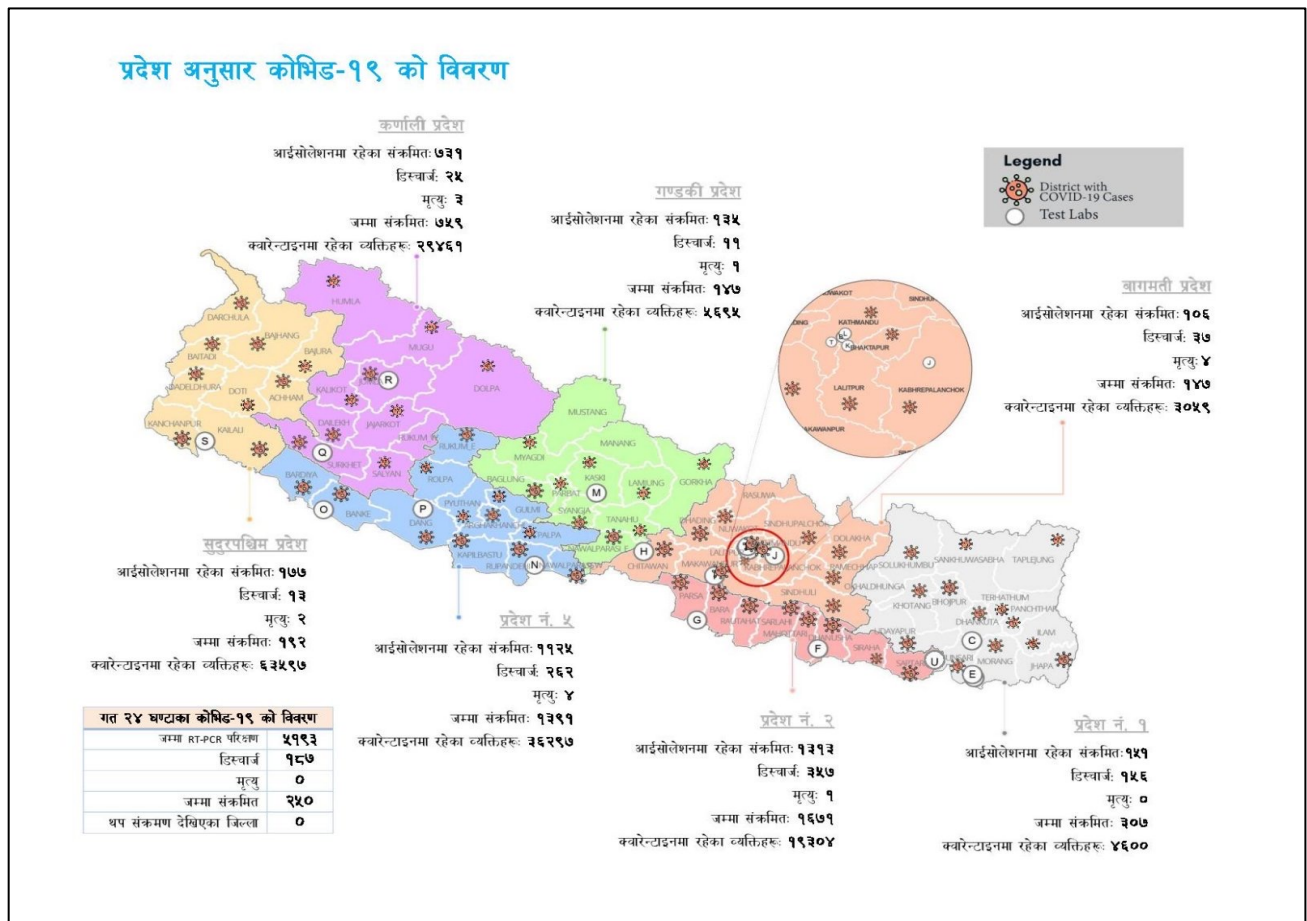 प्रदेश अनुसार कोभिड-१९ को विवरण
कर्णाली प्रदेश
आईसोलेशनमा रहेका संक्रमितः ७३१
डिस्चार्ज: २५
मृत्युः ३
जम्मा संक्रमितः ७५९
क्वारेन्टाइनमा रहेका व्यक्तिहरूः २९४६१
गण्डकी प्रदेश
आईसोलेशनमा रहेका संक्रमितः १३५
डिस्चार्ज: ११
मृत्युः १
जम्मा संक्रमितः १४७
क्वारेन्टाइनमा रहेका व्यक्तिहरूः ५६९५
Legend
District with
COVID-19 Cases
Test Labs
वागमती प्रदेश
आईसोलेशनमा रहेका संक्रमितः १०६
डिस्चार्ज: ३७
मृत्युः ४
जम्मा संक्रमितः १४७
क्वारेन्टाइनमा रहेका व्यक्तिहरूः ३०५९
SINDHU
KATHMANDU
L
T
K
BHAKTAPUR
J
LALITPUR
KABHREPALANCHOK
AKAWANPUR
HUMLA
DARCHULA
BAJHANG
MUGU
BAITADI
BAJURA
DOLPA
R
KALIKOT
DOTI
ACHHAM
MUSTANG
KANCHANPUR
KAILALI
DAILEKH
JAJARKOT
S
MANANG
Q
SURKHET
SALYAN
RUKUM E
MYAGDI
BARDIYA
ROLPA
BAGLUNG
KASKI
LAMJUNG
GORKHA
PARBAT
M
O
BANKE
P
DANG
PYUTHAN
GULMI
SYANGJA
RASUWA
TANAHU
PALPA
KAPILBASTU
RUPANDEHI
N
H
CHITAWAN
DHADING
NUWAKOT
SINDHUPALCHOK
DOLAKHA
J
KABHREPALANCHOK
RAMECHHAP
SINDHULI
SOLUKHUMBU
SANKHUWASABHA
TAPLEJUNG
OKHALDHUNGA
KHOTANG
BHOJPUR
TERHATHUM
PANCHTHAR
DHANKUTA
ILAM
PARSA
BARA
RAUTAHAT
SARLAHI
MAHOTTARI
G
F
SIRAHA
UDAYAPUR
SAPTARI
C
U
MORANG
E
JHAPA
सुदुरपश्चिम प्रदेश
आईसोलेशनमा रहेका संक्रमितः १७७
डिस्चार्ज: १३
मृत्युः २
जम्मा संक्रमितः १९२
क्वारेन्टाइनमा रहेका व्यक्तिहरूः ६३५९७
प्रदेश नं. ५
आईसोलेशनमा रहेका संक्रमितः ११२५
डिस्चार्ज: २६२
मृत्युः ४
जम्मा संक्रमितः १३९१
क्वारेन्टाइनमा रहेका व्यक्तिहरूः ३६२९७
गत २४ घण्टाका कोभिड-१९ को विवरण
जम्मा RT-PCR परिक्षण ५१९३
डिस्चार्ज १८७
मृत्यु ०
जम्मा संक्रमित २५०
थप संक्रमण देखिएका जिल्ला ०
प्रदेश नं. २
आईसोलेशनमा रहेका संक्रमितः १३१३
डिस्चार्ज: ३५७
मृत्युः १
जम्मा संक्रमितः १६७१
क्वारेन्टाइनमा रहेका व्यक्तिहरूः १९३०४
प्रदेश नं. १
आईसोलेशनमा रहेका संक्रमितः १५१
डिस्चार्ज: १५६
मृत्युः ०
जम्मा संक्रमितः ३०७
क्वारेन्टाइनमा रहेका व्यक्तिहरूः ४६००